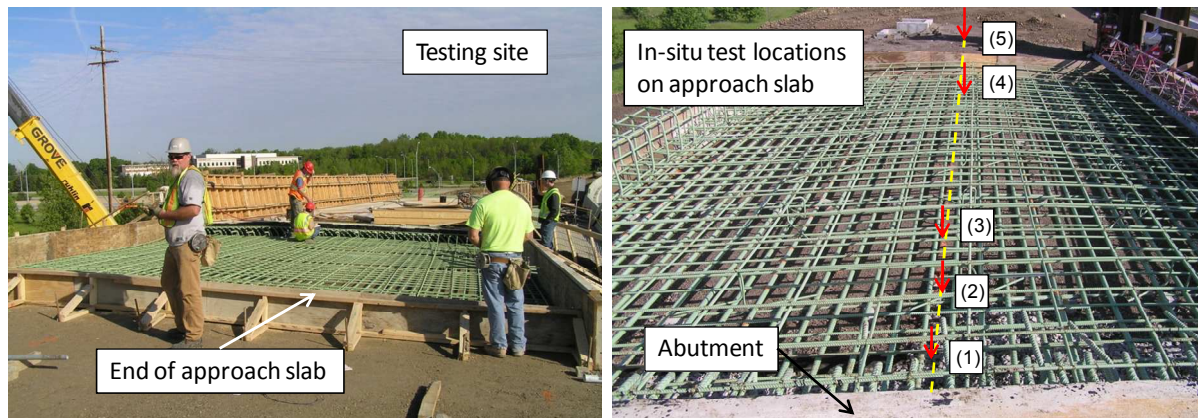 Testing site
GROVE
End of approach slab
In-situ test locations
on approach slab
(5)
(4)
(3)
(2)
(1)
Abutment